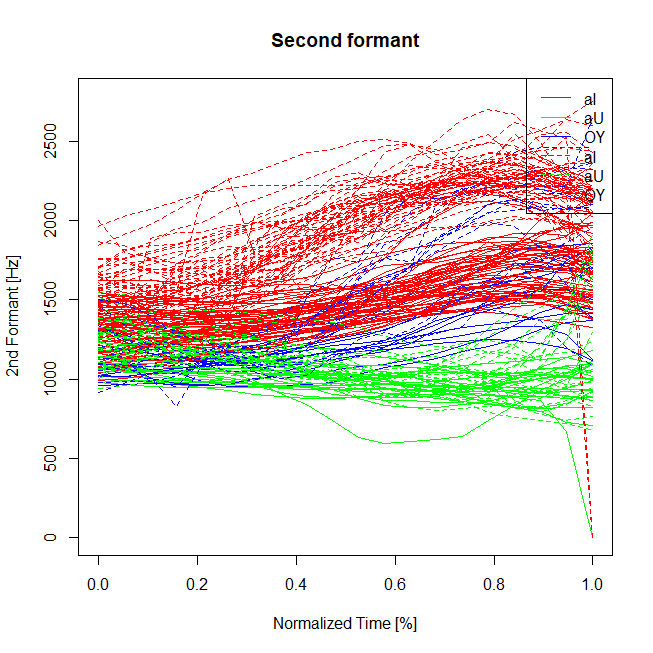 Second formant
2nd Formant [Hz]
2500
2000
1500
1000
500
0
aI
aU
OY
aI
aU
OY
0.0 0.2 0.4 0.6 0.8 1.0
Normalized Time [%]